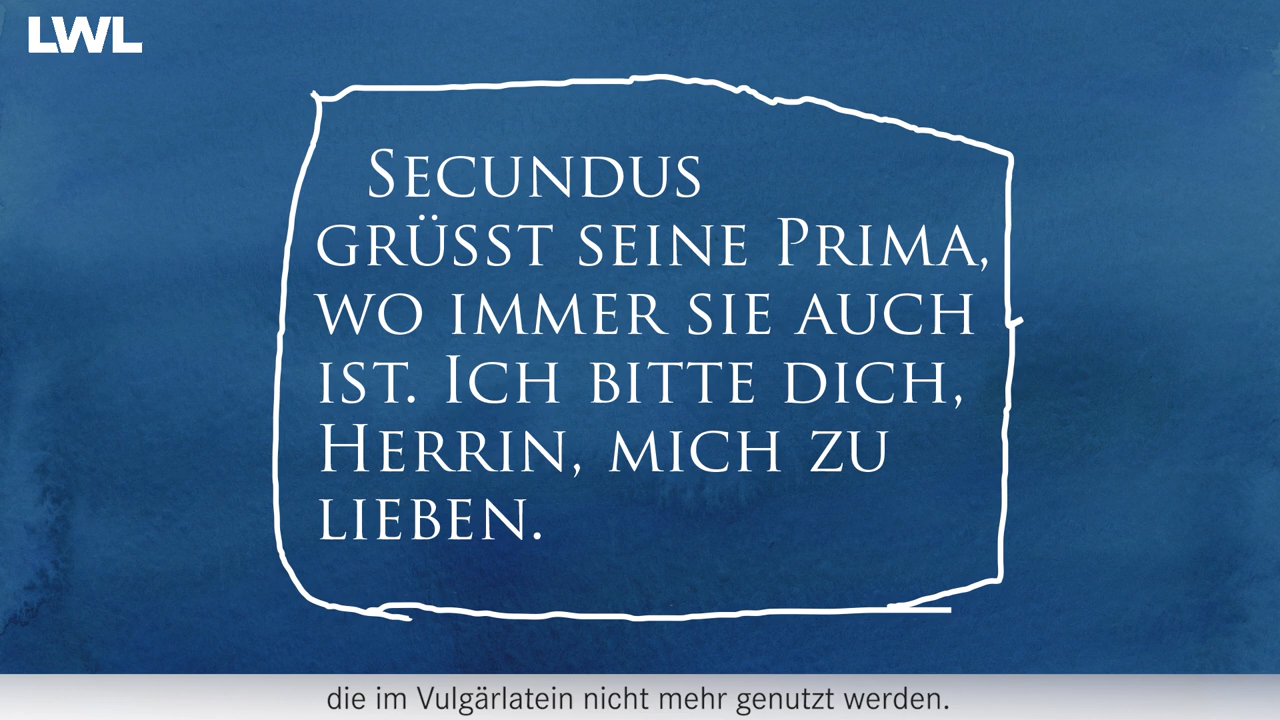 LWL
Secundus
grüsst seine Prima,
wo immer sie auch
ist. Ich bitte dich,
Herrin, mich zu
lieben.
die im Vulgärlatein nicht mehr genutzt werden.